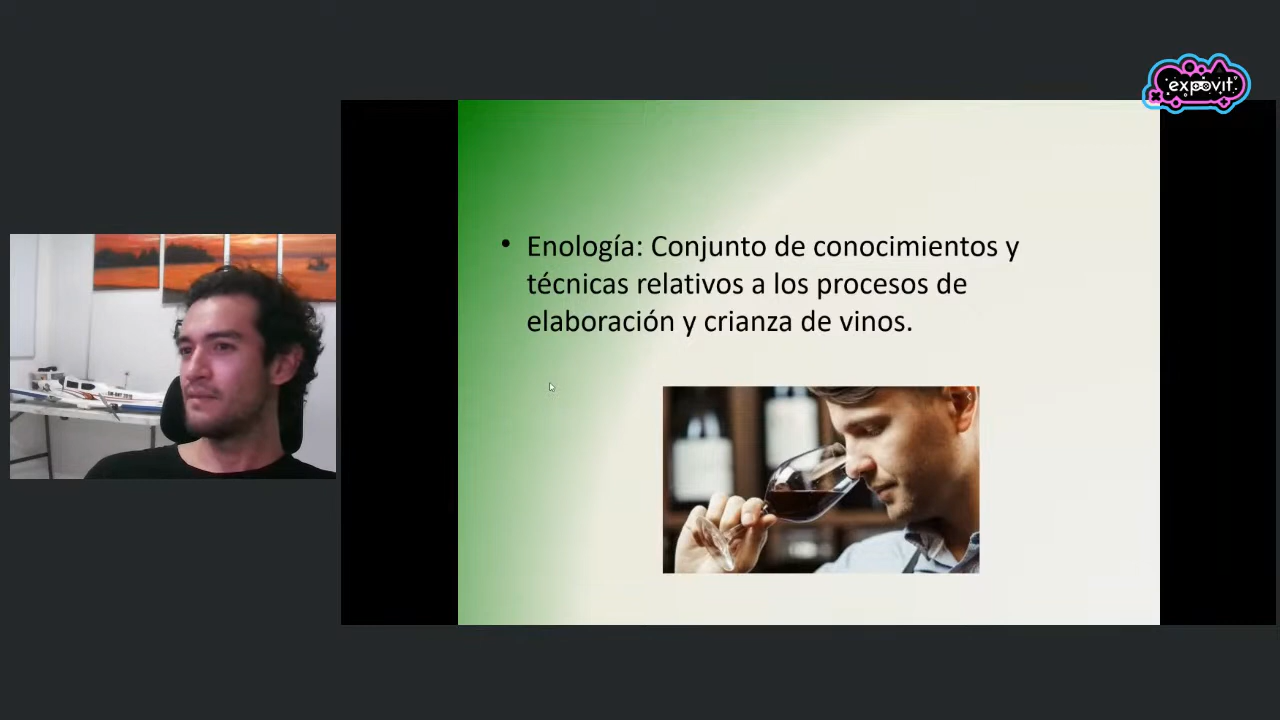 expovit
• Enología: Conjunto de conocimientos y
técnicas relativos a los procesos de
elaboración y crianza de vinos.